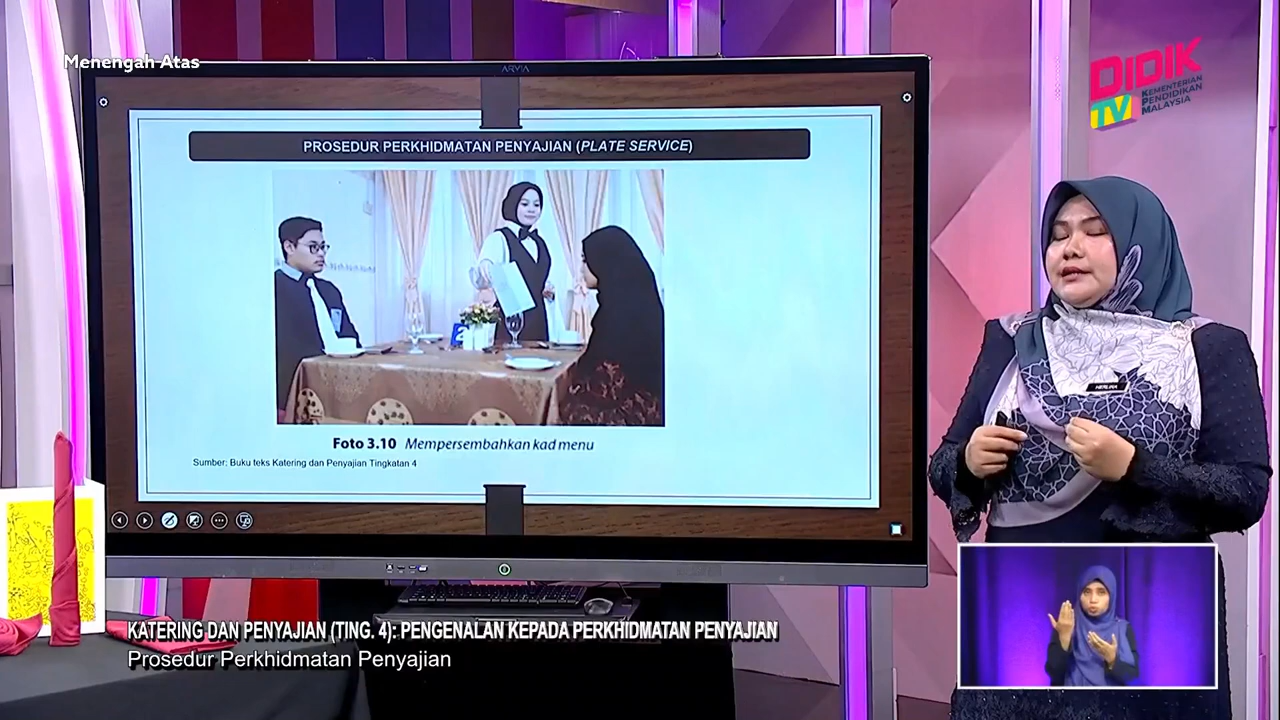 Menengah Atas
ARVIA
DIDIK
TV
KEMENTERIAN
PENDIDIKAN
MALAYSIA
PROSEDUR PERKHIDMATAN PENYAJIAN (PLATE SERVICE)
Foto 3.10 Mempersembahkan kad menu
Sumber: Buku teks Katering dan Penyajian Tingkatan 4
HERLINA
KATERING DAN PENYAJIAN (TING. 4): PENGENALAN KEPADA PERKHIDMATAN PENYAJIAN
Prosedur Perkhidmatan Penyajian